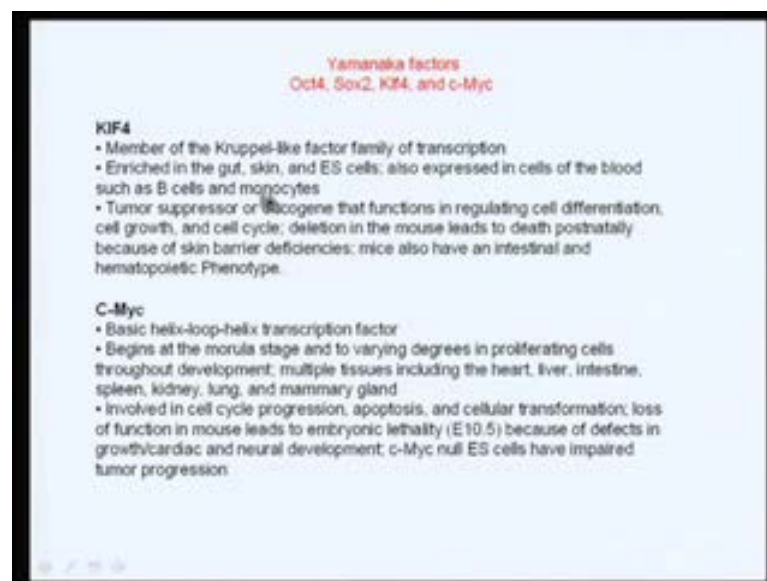 Yamanaka factors
Oct4, Sox2, Klf4, and c-Myc
KIF4
• Member of the Kruppel-like factor family of transcription
• Enriched in the gut, skin, and ES cells; also expressed in cells of the blood
such as B cells and monocytes
• Tumor suppressor or oncogene that functions in regulating cell differentiation,
cell growth, and cell cycle; deletion in the mouse leads to death postnatally
because of skin barrier deficiencies; mice also have an intestinal and
hematopoietic Phenotype.
C-Myc
• Basic helix-loop-helix transcription factor
• Begins at the morula stage and to varying degrees in proliferating cells
throughout development; multiple tissues including the heart, liver, intestine,
spleen, kidney, lung, and mammary gland
• Involved in cell cycle progression, apoptosis, and cellular transformation; loss
of function in mouse leads to embryonic lethality (E10.5) because of defects in
growth/cardiac and neural development; c-Myc null ES cells have impaired
tumor progression